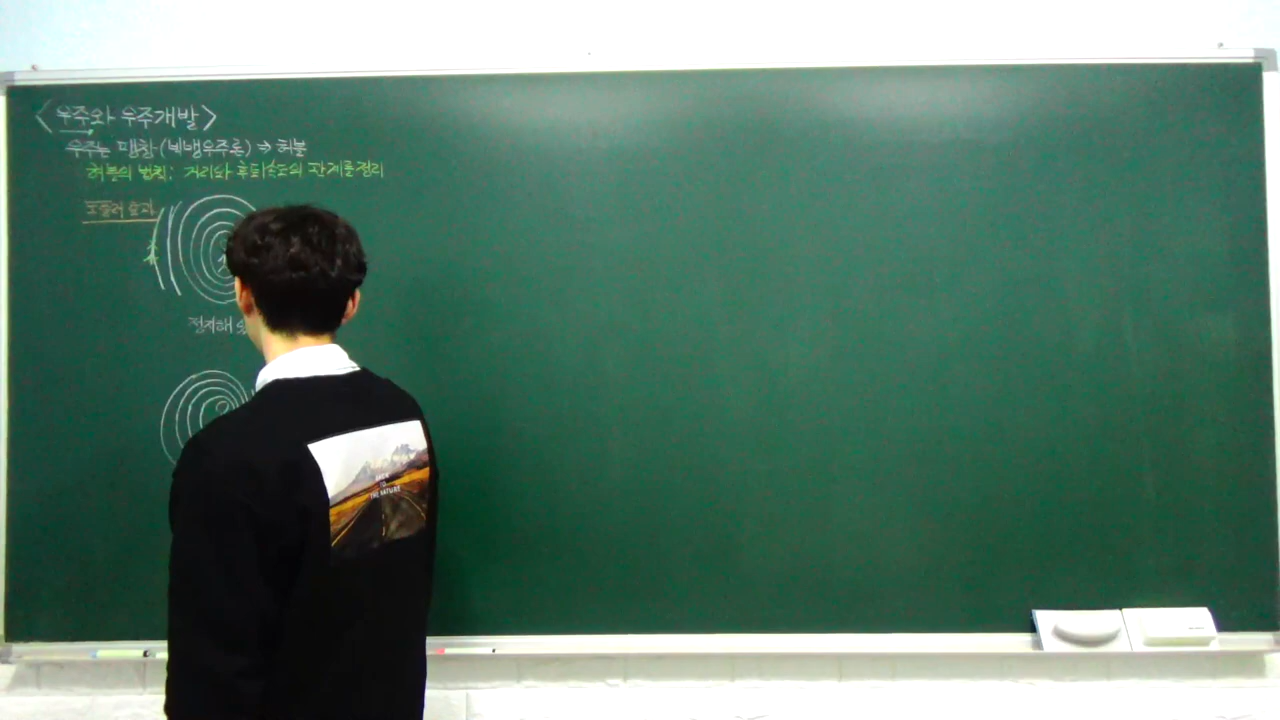 <우주와 우주개발>
우주는 팽창 (빅뱅우주론) ⇒ 허블
허블의 법칙: 거리와 후퇴속도의 관계를 정리
도플러 효과
정지해
OPEN
TO
THE NATURE